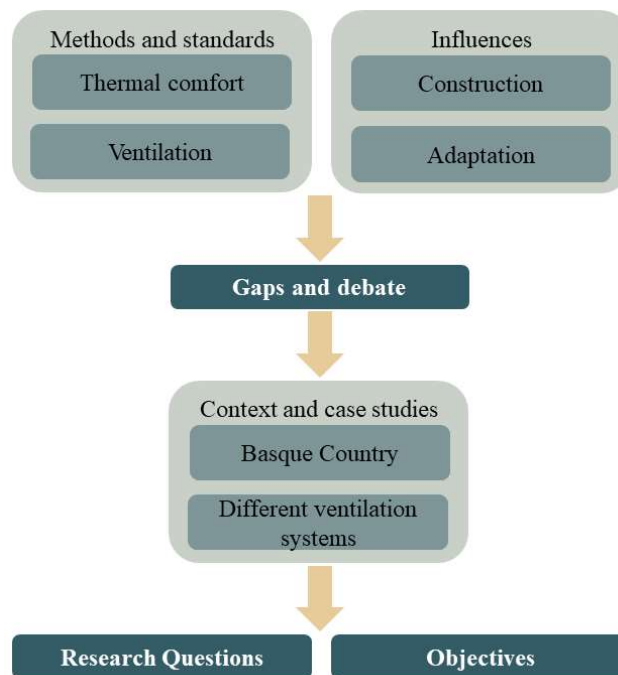 Methods and standards
Thermal comfort
Ventilation
Influences
Construction
Adaptation
Gaps and debate
Context and case studies
Basque Country
Different ventilation
systems
Research Questions
Objectives